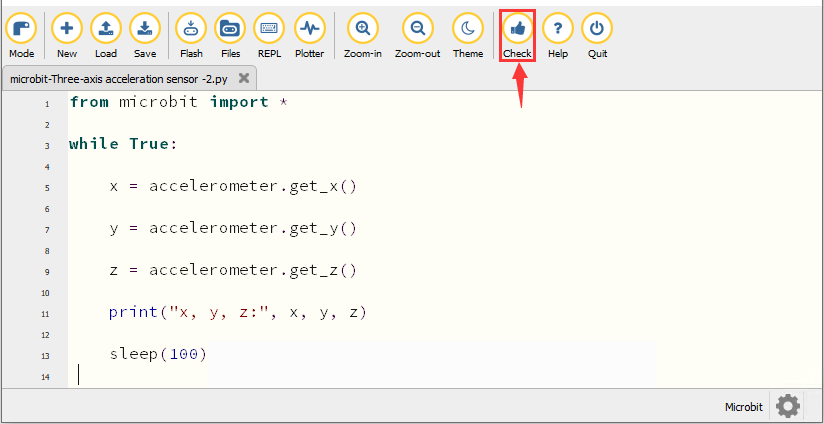 Mode New Load Save Flash Files REPL Plotter Zoom-in Zoom-out Theme Check Help Quit
microbit-Three-axis acceleration sensor -2.py
1 from microbit import *
2
3 while True:
4
5 x = accelerometer.get_x()
6
7 y = accelerometer.get_y()
8
9 z = accelerometer.get_z()
10
11 print("x, y, z:", x, y, z)
12
13 sleep(100)
14
Microbit